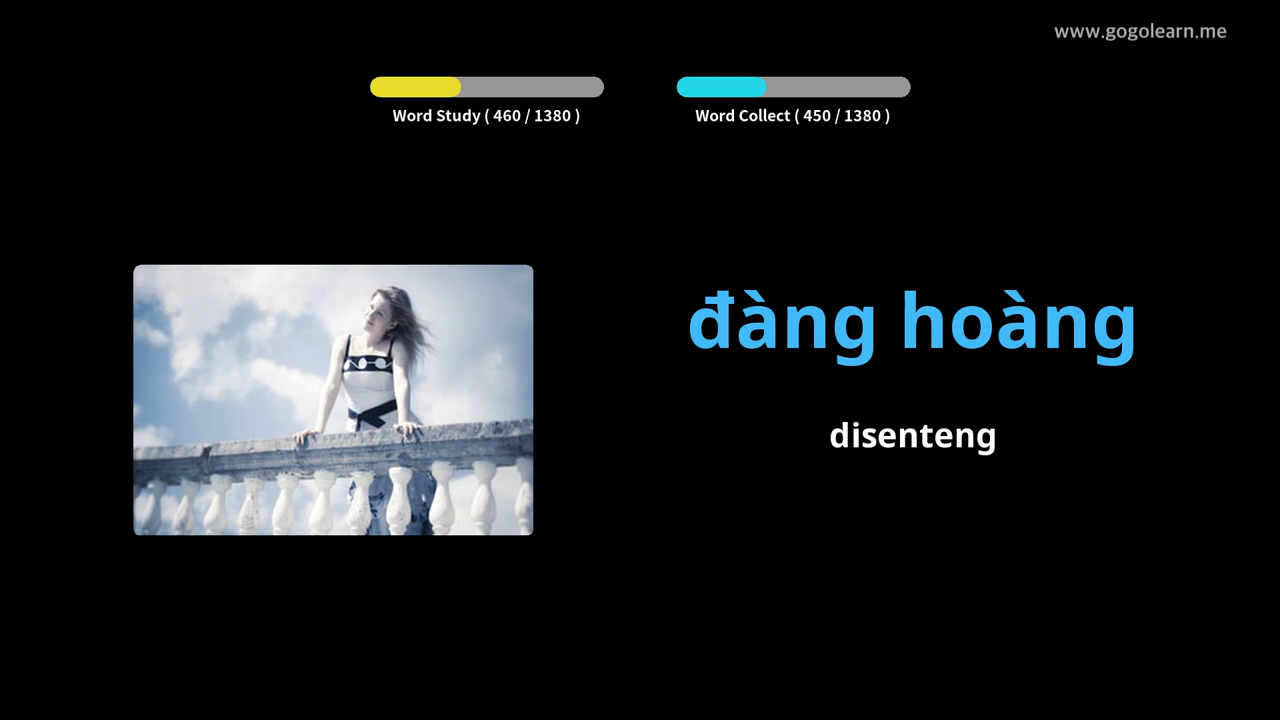 www.gogolearn.me
Word Study ( 460 / 1380 )
Word Collect ( 450 / 1380 )
đàng hoàng
disenteng